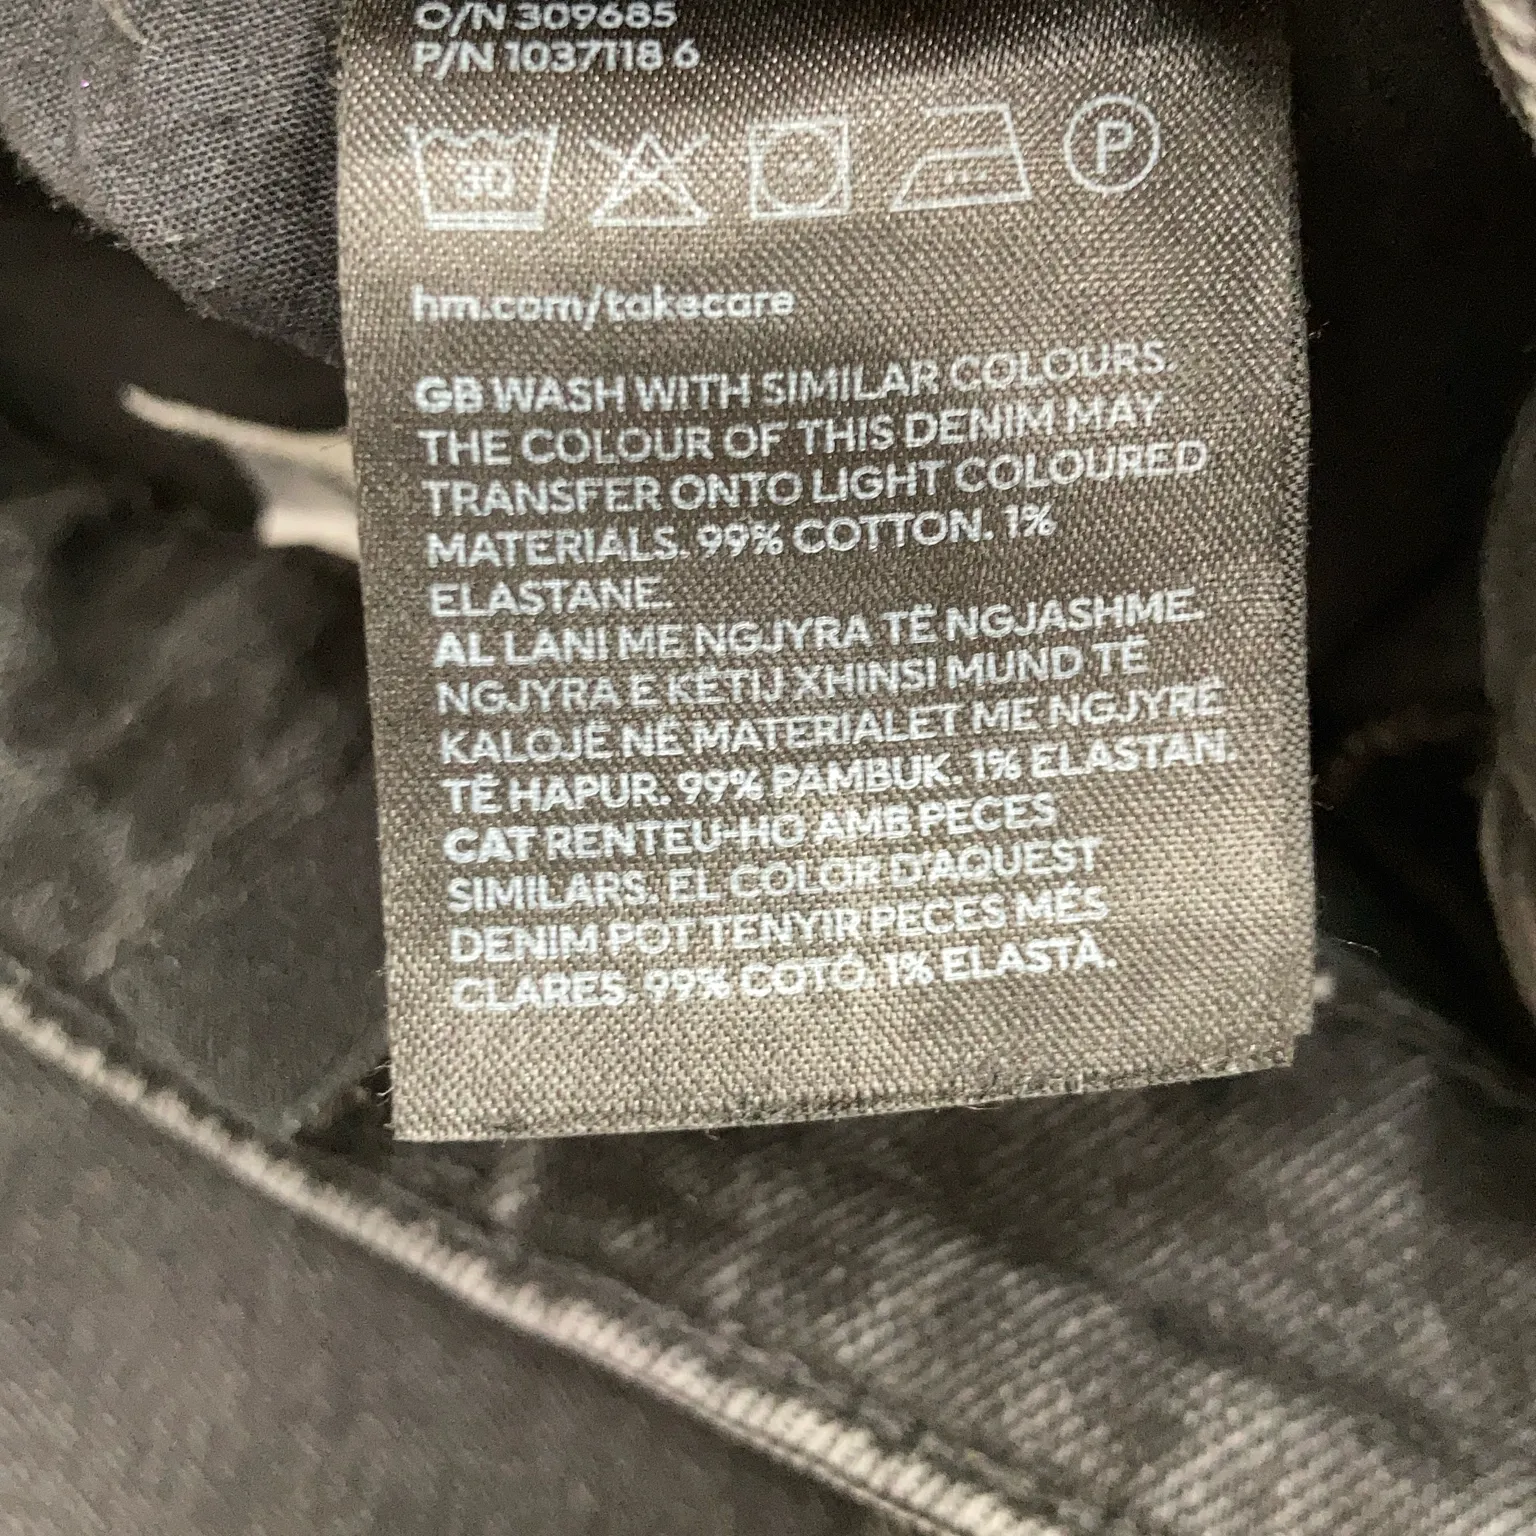 O/N 309685
P/N 1037118 6
30
P
hm.com/takecare
GB WASH WITH SIMILAR COLOURS.
THE COLOUR OF THIS DENIM MAY
TRANSFER ONTO LIGHT COLOURED
MATERIALS. 99% COTTON. 1%
ELASTANE.
AL LANI ME NGJYRA TË NGJASHME.
NGJYRA E KËTIJ XHINSI MUND TË
KALOJË NË MATERIALET ME NGJYRË
TË HAPUR. 99% PAMBUK. 1% ELASTAN.
CAT RENTEU-HO AMB PECES
SIMILARS. EL COLOR D'AQUEST
DENIM POT TENYIR PECES MÉS
CLARES. 99% COTÓ. 1% ELASTÀ.